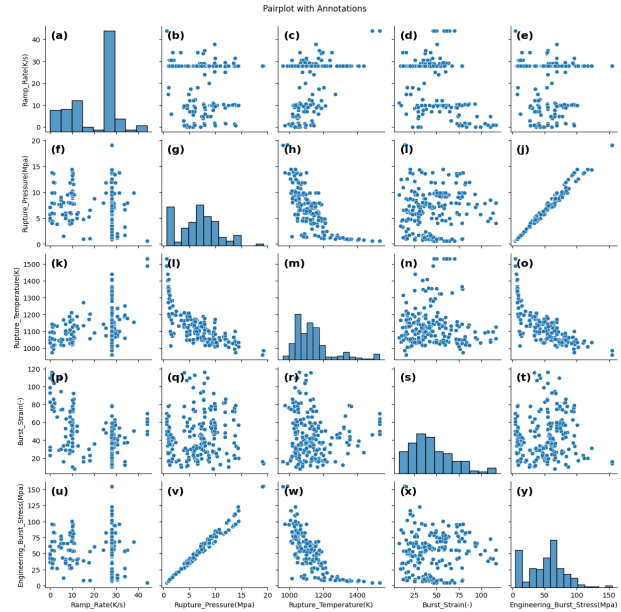 Pairplot with Annotations
(a) (b) (c) (d) (e)
Ramp_Rate(K/s)
40
30
20
10
0
(f) (g) (h) (l) (j)
Rupture_Pressure(Mpa)
20
15
10
5
0
(k) (l) (m) (n) (o)
Rupture_Temperature(K)
1500
1400
1300
1200
1100
1000
(p) (q) (r) (s) (t)
Burst_Strain(-)
120
100
80
60
40
20
(u) (v) (w) (x) (y)
Engineering_Burst_Stress(Mpa)
150
125
100
75
50
25
0
0 10 20 30 40 0 5 10 15 20 1000 1200 1400 25 50 75 100 0 50 100 150
Ramp_Rate(K/s) Rupture_Pressure(Mpa) Rupture_Temperature(K) Burst_Strain(-) Engineering_Burst_Stress(Mpa)